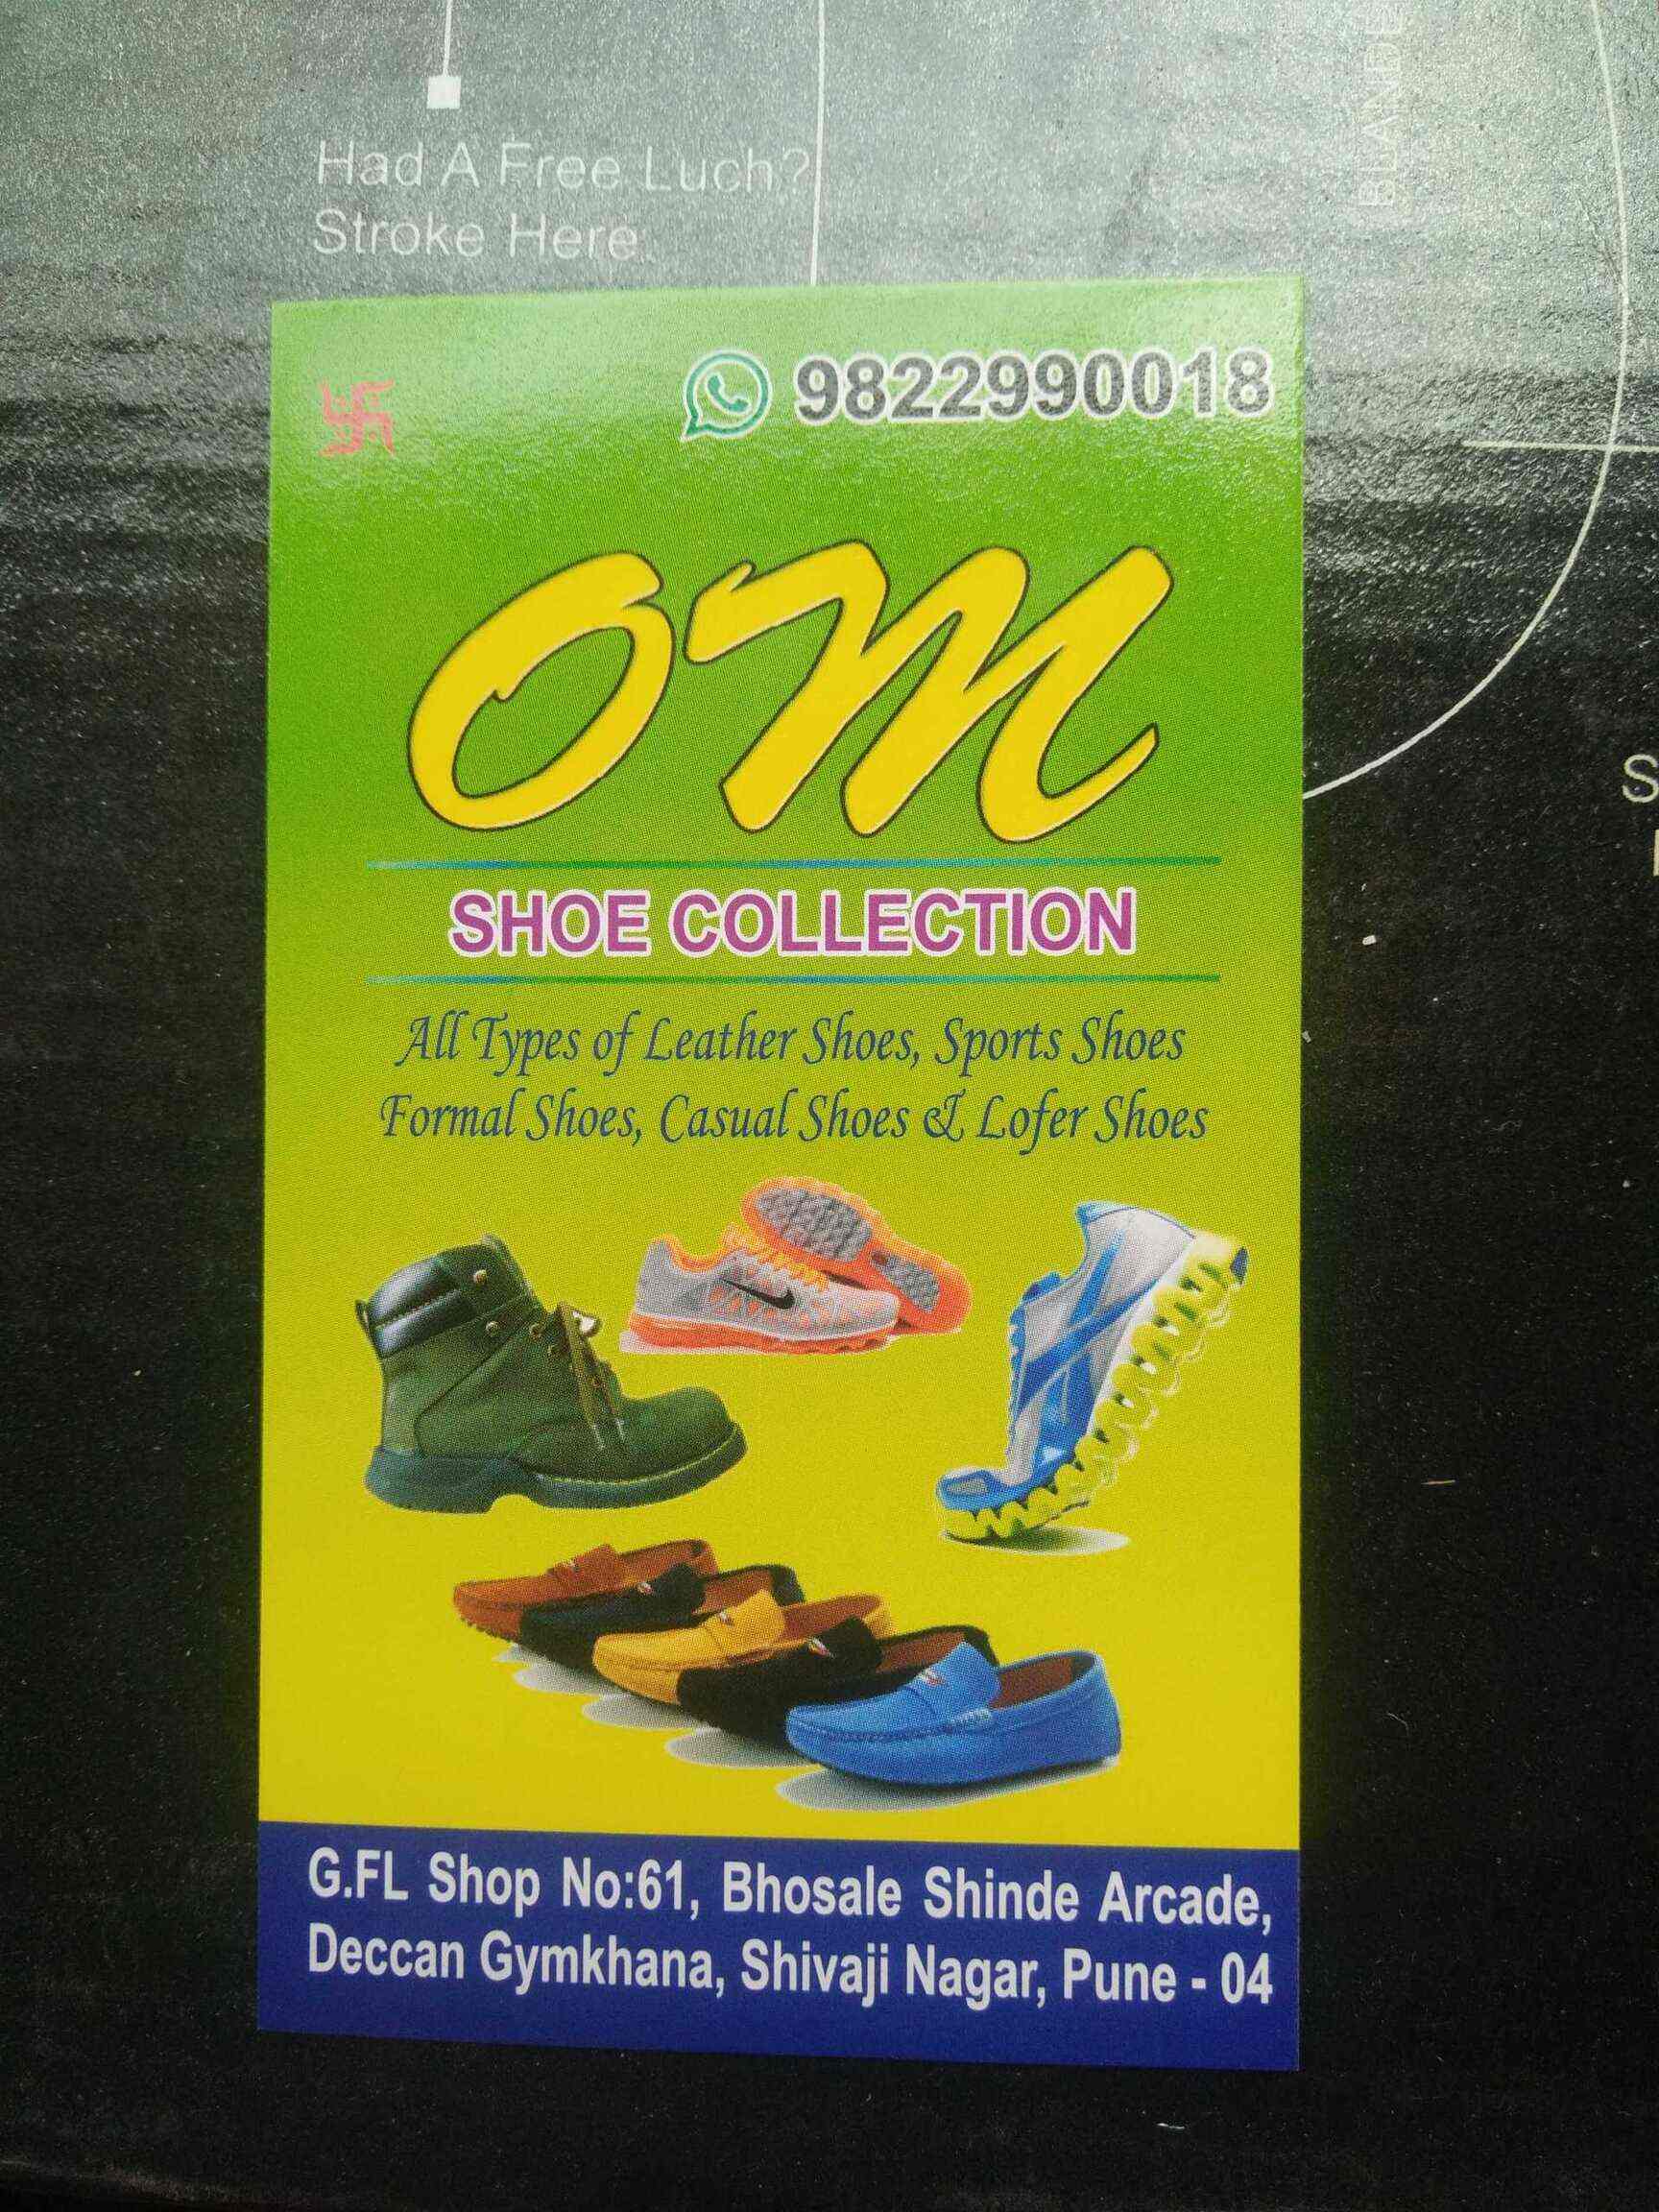 Had A Free Luch?
Stroke Here
9822990018
OM
SHOE COLLECTION
All Types of Leather Shoes, Sports Shoes
Formal Shoes, Casual Shoes & Lofer Shoes
G.FL Shop No:61, Bhosale Shinde Arcade,
Deccan Gymkhana, Shivaji Nagar, Pune - 04